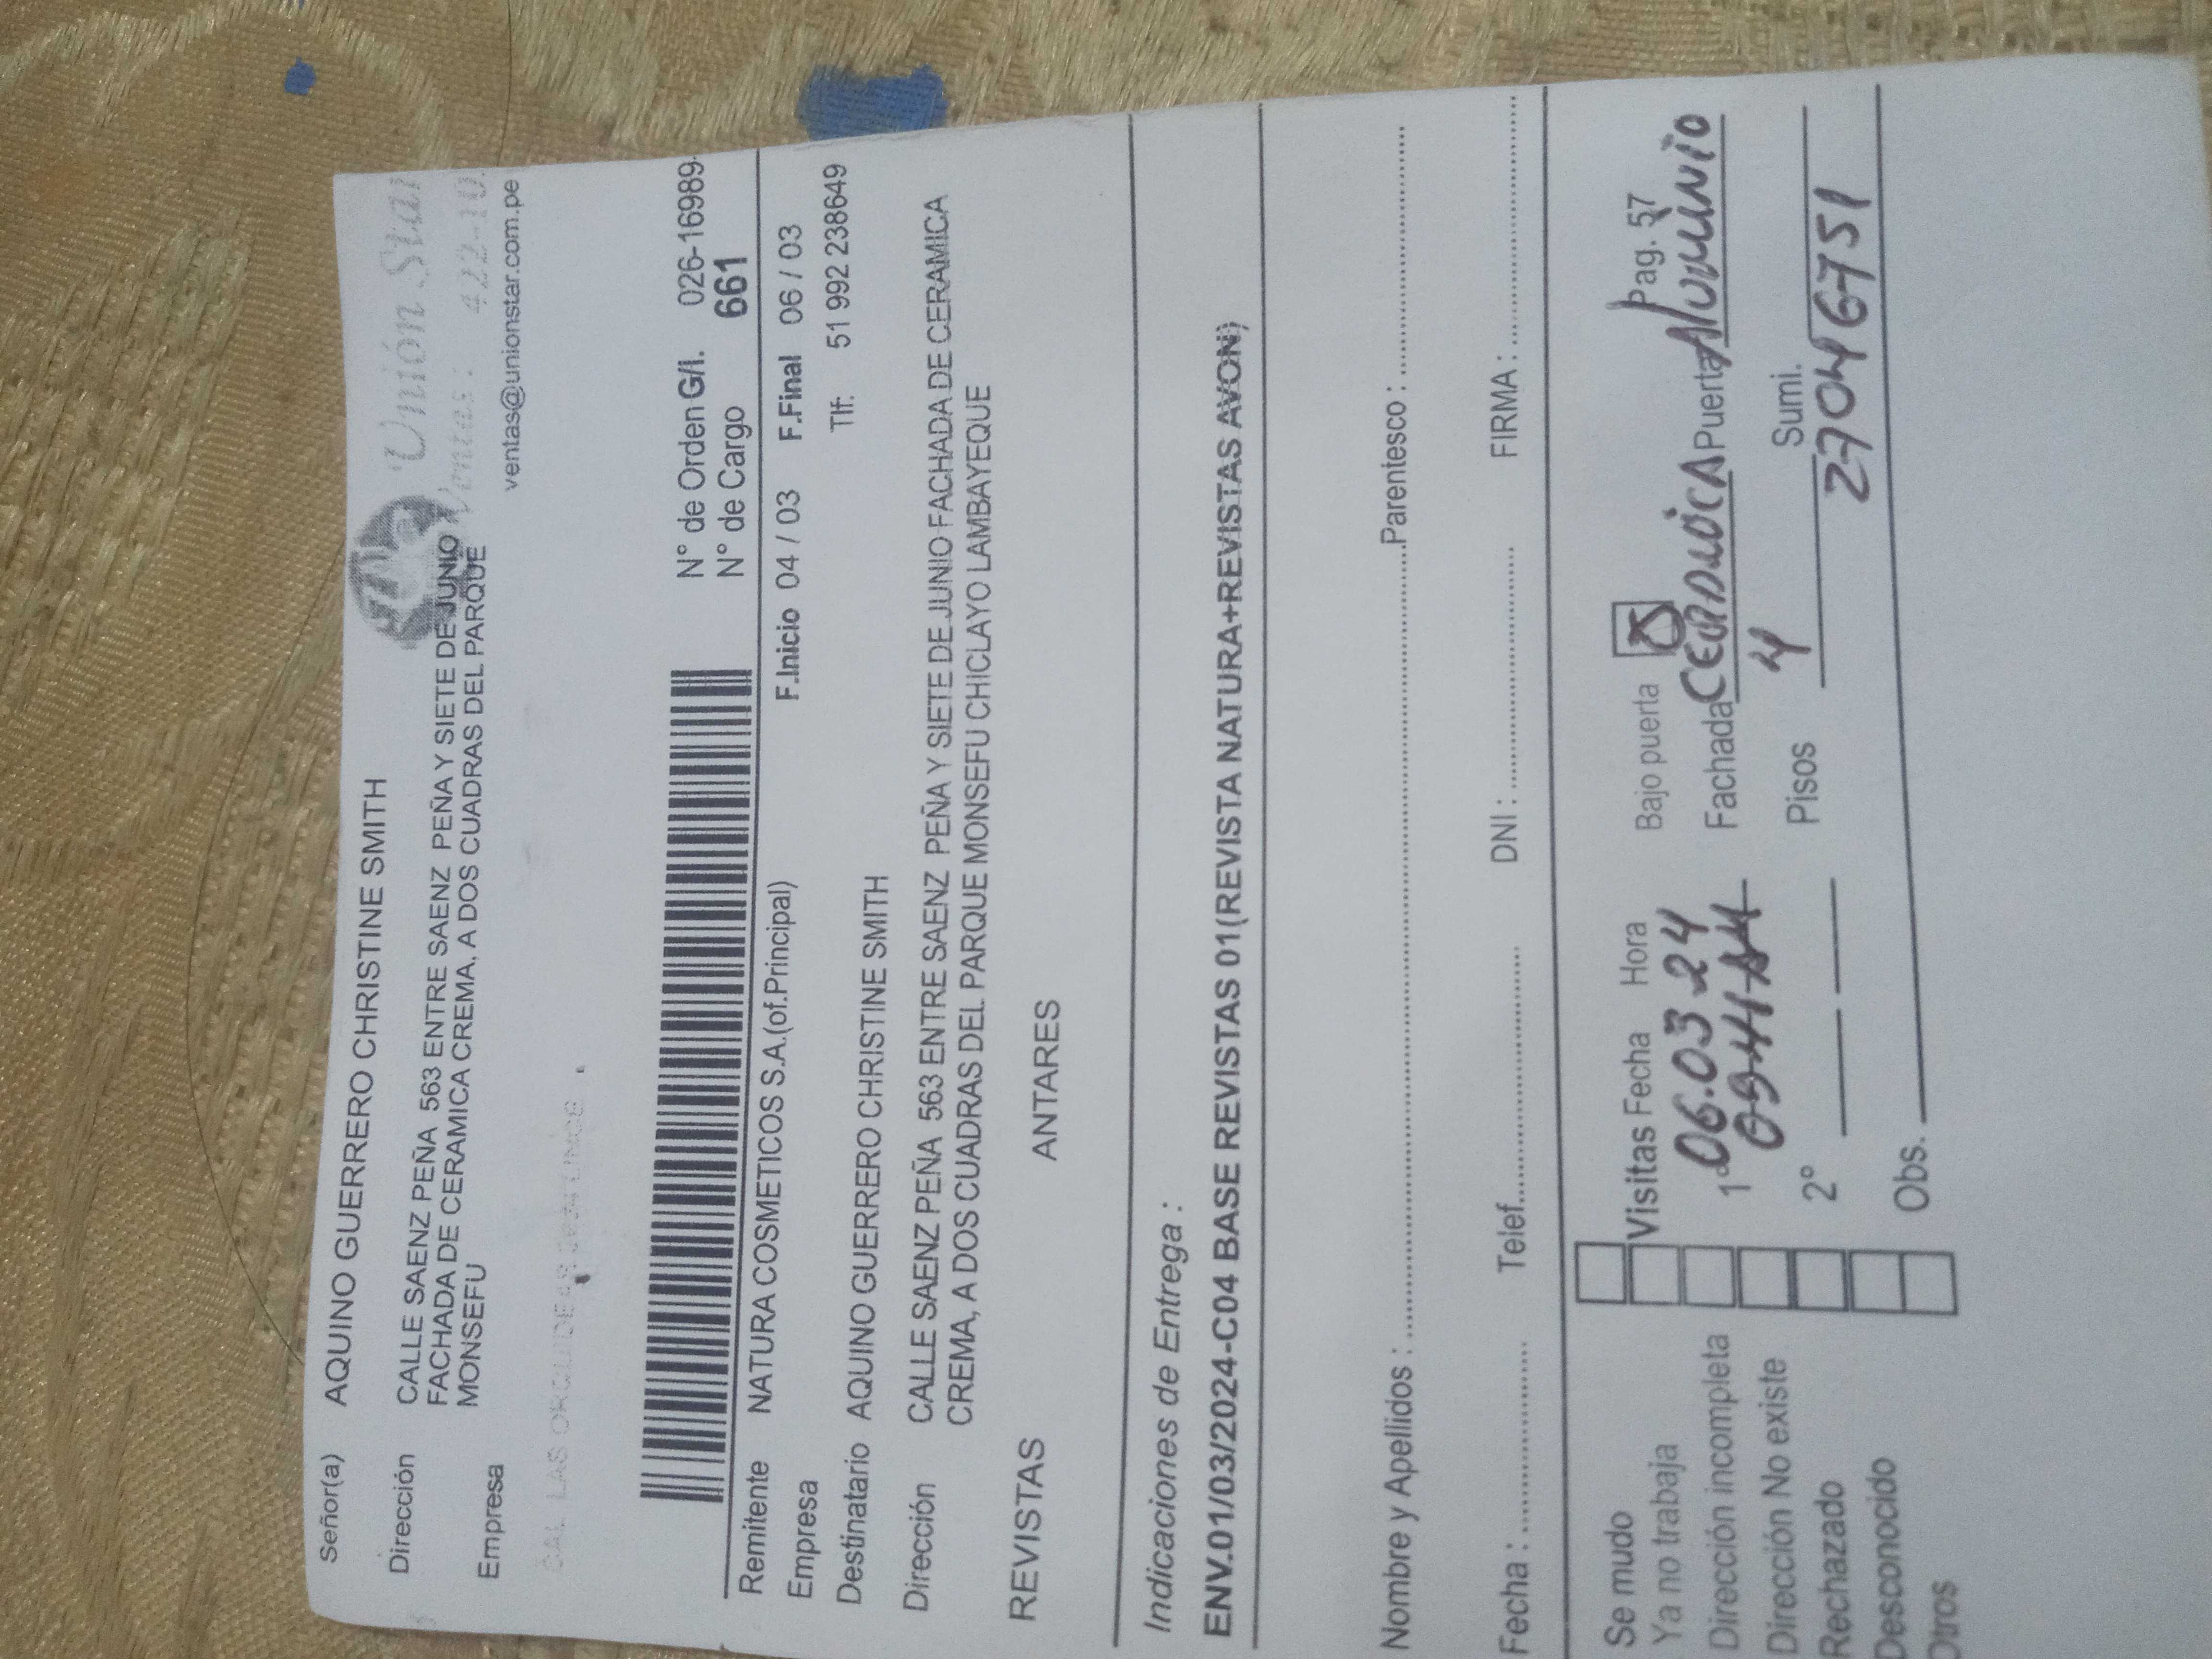 Señor(a) AQUINO GUERRERO CHRISTINE SMITH
Unión Star
Dirección CALLE SAENZ PEÑA 563 ENTRE SAENZ PEÑA Y SIETE DE JUNIO
FACHADA DE CERAMICA CREMA, A DOS CUADRAS DEL PARQUE
MONSEFU
Ventas : 422-10
Empresa
ventas@unionstar.com.pe
N° de Orden G/I. 026-16989
N° de Cargo 661
Remitente NATURA COSMETICOS S.A.(of.Principal)
F.Inicio 04 / 03 F.Final 06 / 03
Empresa
Tlf: 51 992 238649
Destinatario AQUINO GUERRERO CHRISTINE SMITH
Dirección CALLE SAENZ PEÑA 563 ENTRE SAENZ PEÑA Y SIETE DE JUNIO FACHADA DE CERAMICA
CREMA, A DOS CUADRAS DEL PARQUE MONSEFU CHICLAYO LAMBAYEQUE
REVISTAS ANTARES
Indicaciones de Entrega :
ENV.01/03/2024-C04 BASE REVISTAS 01(REVISTA NATURA+REVISTAS AVON)
Nombre y Apellidos : Parentesco :
Fecha : Telef. DNI : FIRMA :
Se mudo
Ya no trabaja
Dirección incompleta
Dirección No existe
Rechazado
Desconocido
Otros
Visitas Fecha Hora
1° 06.03 24
2°
Obs.
Bajo puerta Pag. 57
Fachada Puerta
Pisos 4 Sumi.
27046751